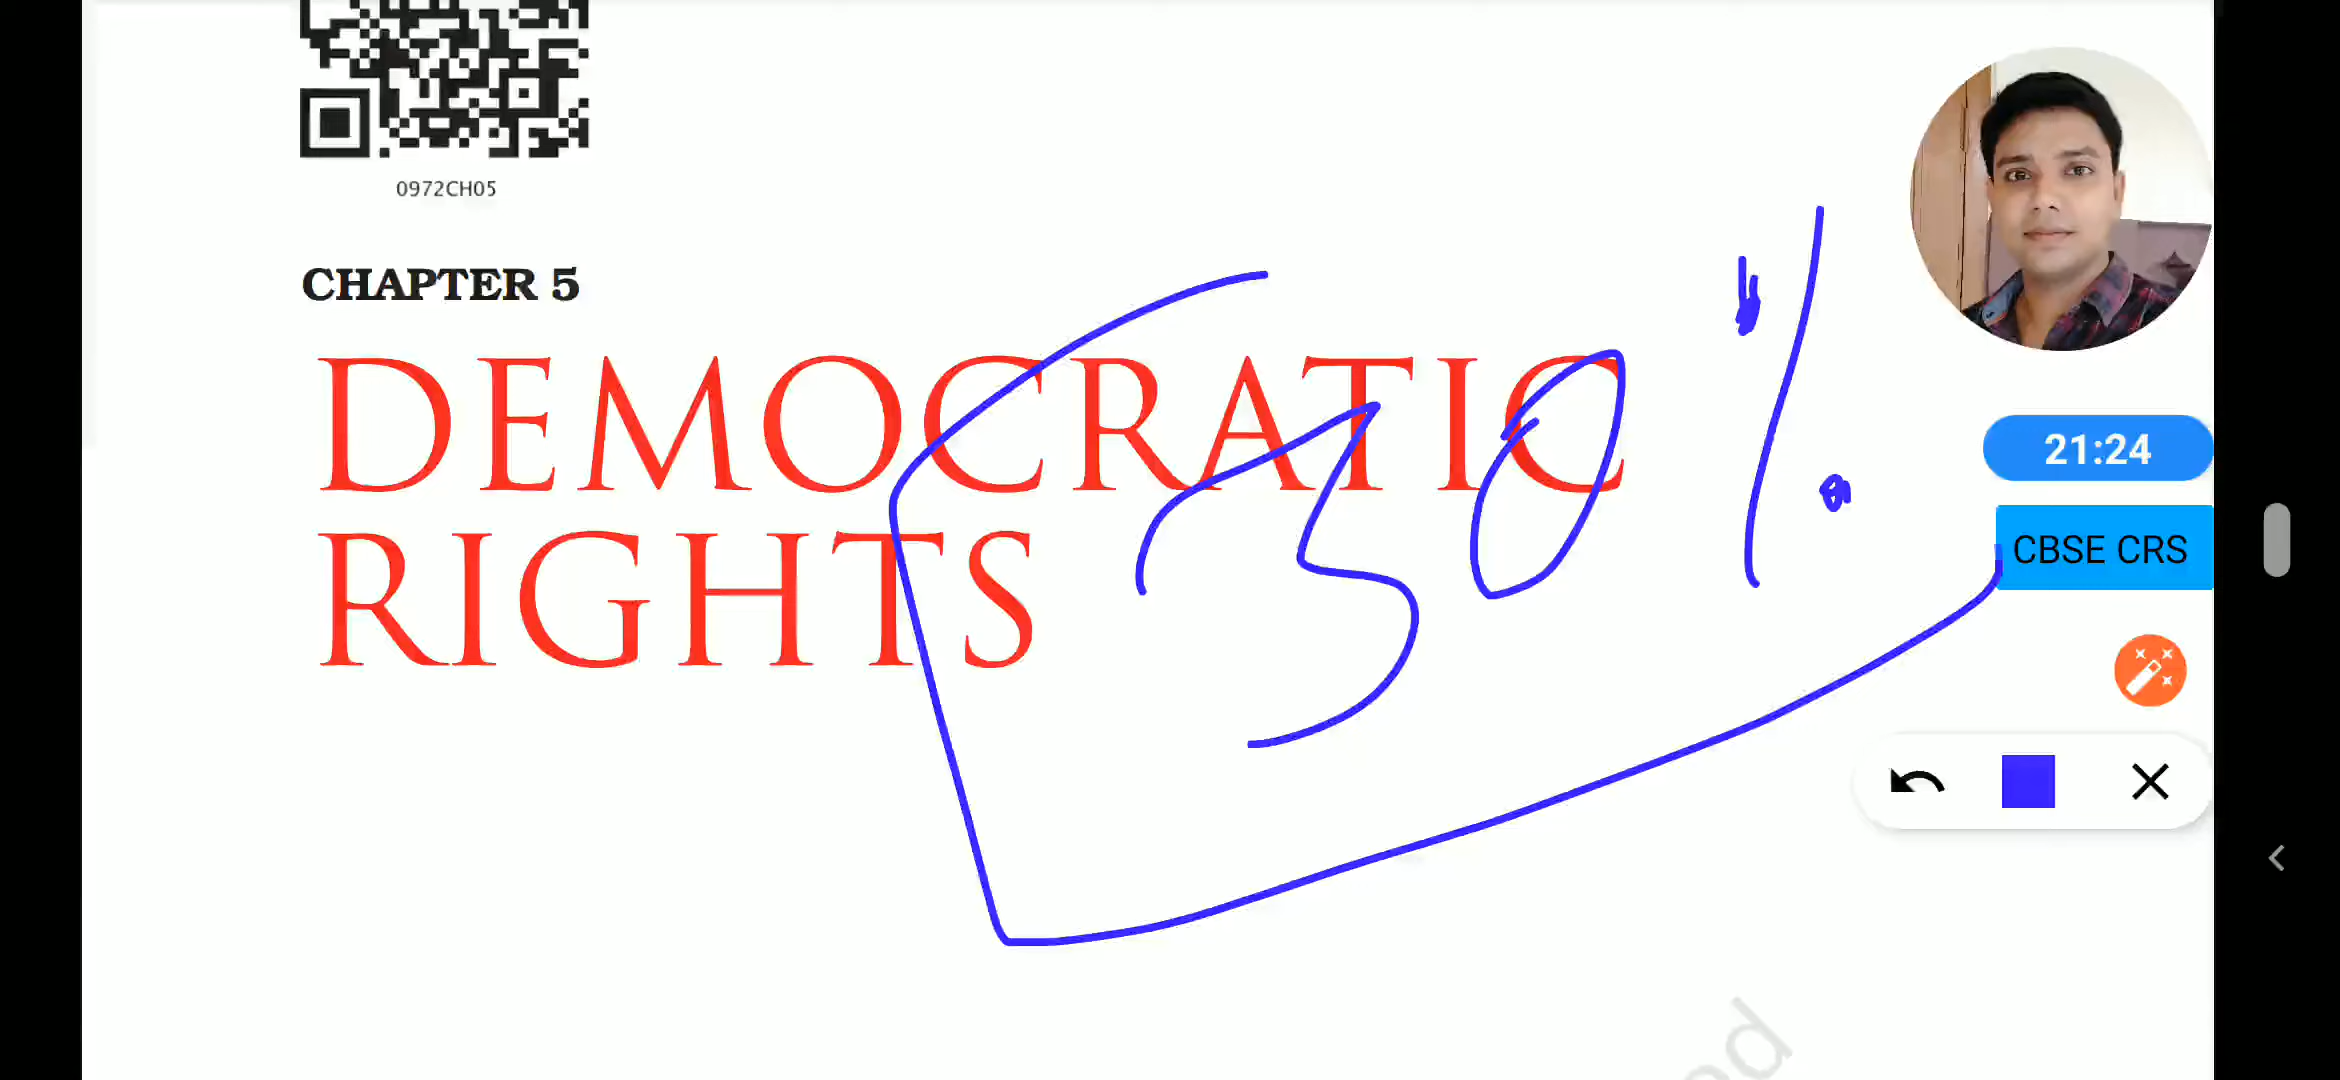 0972CH05
CHAPTER 5
DEMOCRATIC
RIGHTS
30%
21:24
CBSE CRS